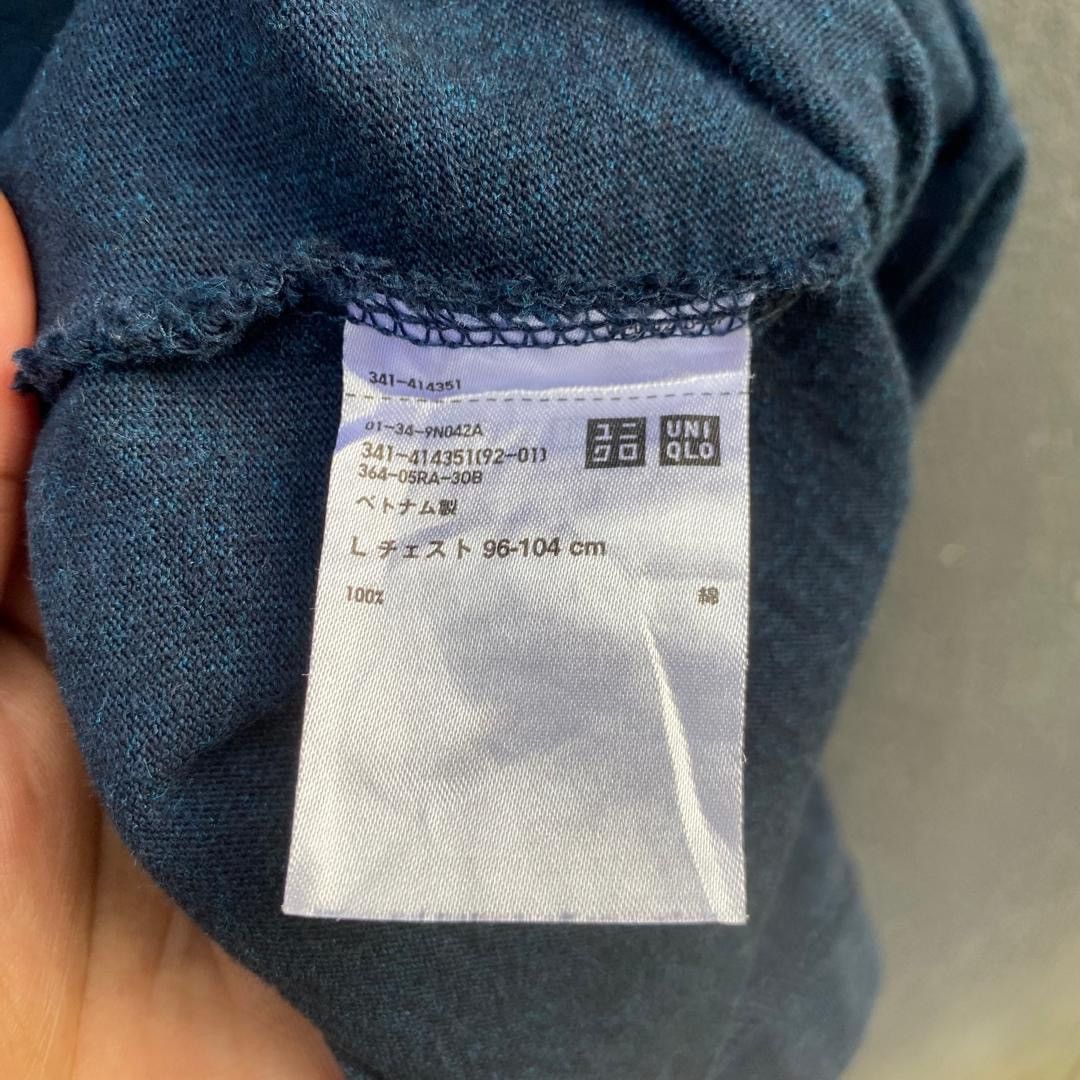 341-414351
01-34-9N042A
341-414351(92-01)
364-05RA-30B
ユニ
クロ
UNI
QLO
ベトナム製
L チェスト 96-104 cm
100% 綿